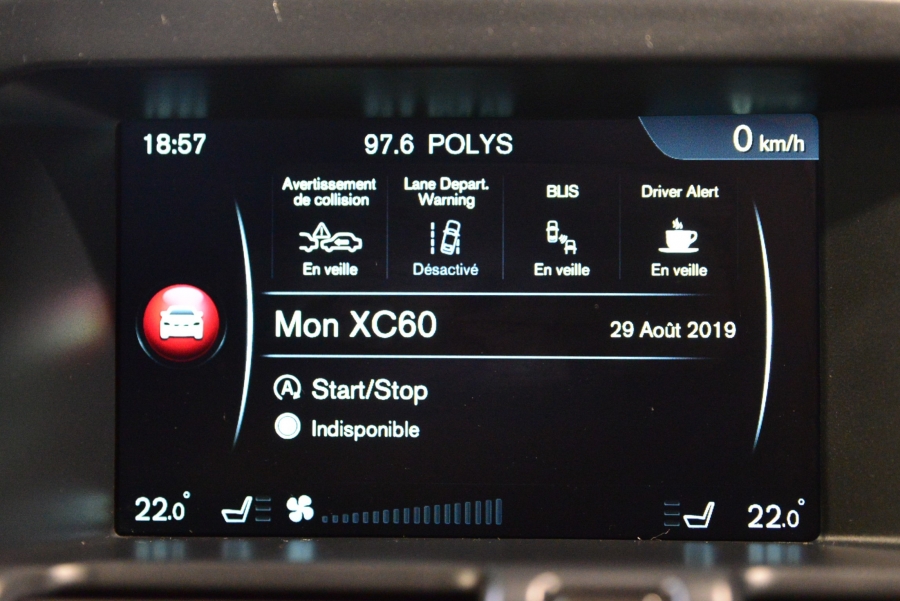 18:57 97.6 POLYS 0 km/h
Avertissement de collision
En veille
Lane Depart. Warning
Désactivé
BLIS
En veille
Driver Alert
En veille
Mon XC60 29 Août 2019
A Start/Stop
Indisponible
22.0° 22.0°